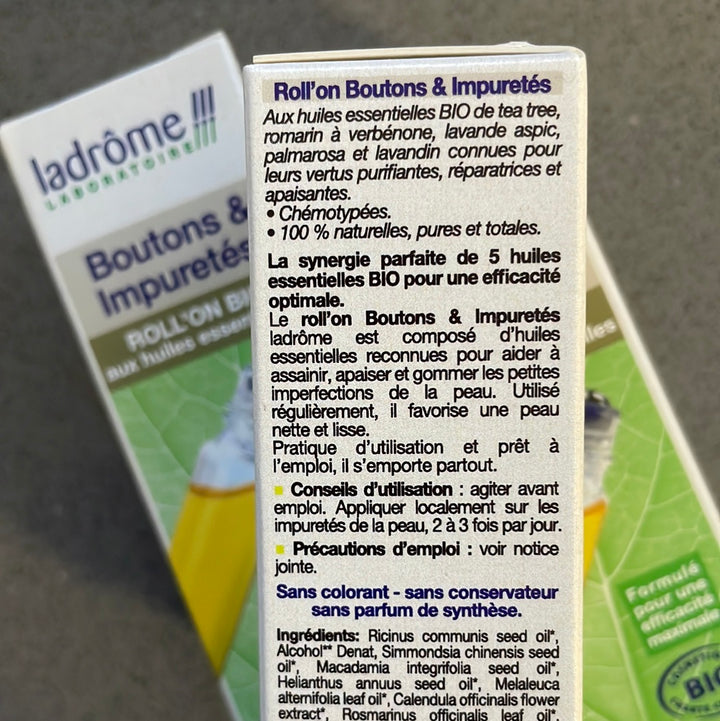 ladrôme
LABORATOIRE
Boutons &
Impuretés
ROLL'ON BI
aux huiles essen
Roll'on Boutons & Impuretés
Aux huiles essentielles BIO de tea tree,
romarin à verbénone, lavande aspic,
palmarosa et lavandin connues pour
leurs vertus purifiantes, réparatrices et
apaisantes.
• Chémotypées.
• 100 % naturelles, pures et totales.
La synergie parfaite de 5 huiles
essentielles BIO pour une efficacité
optimale.
Le roll'on Boutons & Impuretés
ladrôme est composé d'huiles
essentielles reconnues pour aider à
assainir, apaiser et gommer les petites
imperfections de la peau. Utilisé
régulièrement, il favorise une peau
nette et lisse.
Pratique d'utilisation et prêt à
l'emploi, il s'emporte partout.
Conseils d'utilisation : agiter avant
emploi. Appliquer localement sur les
impuretés de la peau, 2 à 3 fois par jour.
Précautions d'emploi : voir notice
jointe.
Sans colorant - sans conservateur
sans parfum de synthèse.
Ingrédients: Ricinus communis seed oil*,
Alcohol** Denat, Simmondsia chinensis seed
oil*, Macadamia integrifolia seed oil*,
Helianthus annuus seed oil*, Melaleuca
alternifolia leaf oil*, Calendula officinalis flower
extract*, Rosmarinus officinalis leaf oil*,
lles
Formulé
pour une
efficacité
maximale
BIO